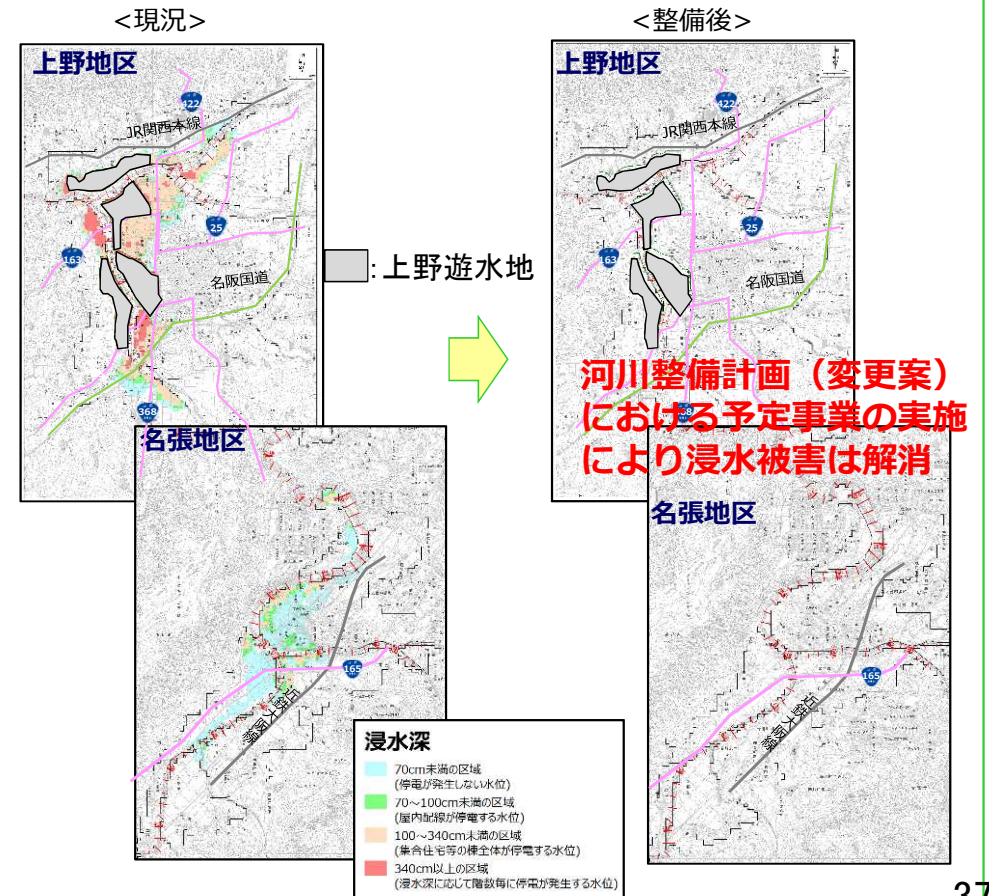 <現況>
<整備後>
上野地区
422
JR関西本線
25
163
名阪国道
368
上野地区
422
JR関西本線
25
163
名阪国道
:上野遊水地
河川整備計画（変更案）
における予定事業の実施
により浸水被害は解消
名張地区
165
近鉄大阪線
名張地区
165
近鉄大阪線
浸水深
70cm未満の区域
(停電が発生しない水位)
70～100cm未満の区域
(屋内配線が停電する水位)
100～340cm未満の区域
(集合住宅等の棟全体が停電する水位)
340cm以上の区域
(浸水深に応じて階数毎に停電が発生する水位)
37